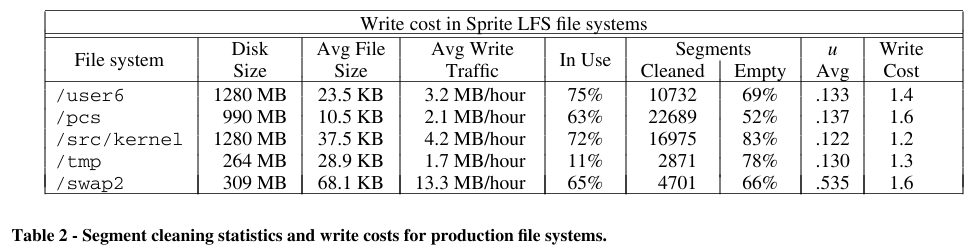 Write cost in Sprite LFS file systems
File system Disk Size Avg File Size Avg Write Traffic In Use Segments Cleaned Empty u Avg Write Cost
/user6 1280 MB 23.5 KB 3.2 MB/hour 75% 10732 69% .133 1.4
/pcs 990 MB 10.5 KB 2.1 MB/hour 63% 22689 52% .137 1.6
/src/kernel 1280 MB 37.5 KB 4.2 MB/hour 72% 16975 83% .122 1.2
/tmp 264 MB 28.9 KB 1.7 MB/hour 11% 2871 78% .130 1.3
/swap2 309 MB 68.1 KB 13.3 MB/hour 65% 4701 66% .535 1.6
Table 2 - Segment cleaning statistics and write costs for production file systems.